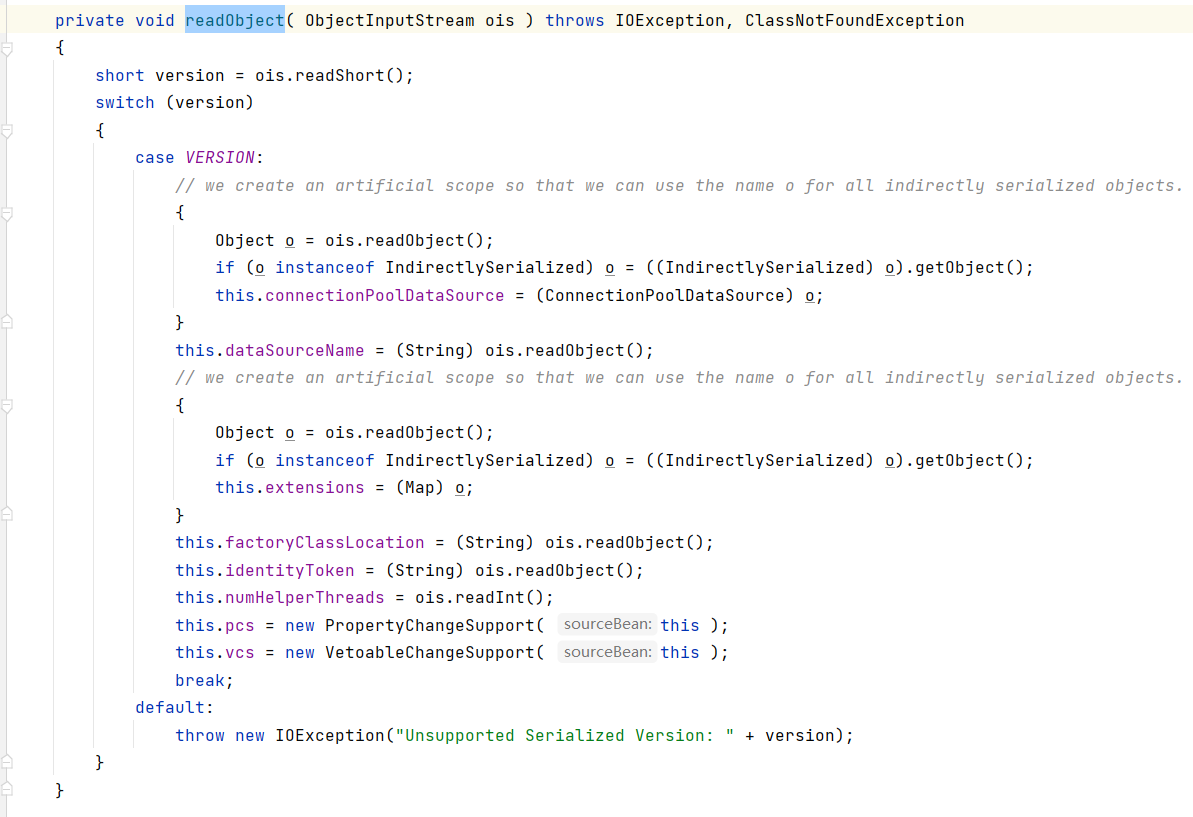 private void readObject( ObjectInputStream ois ) throws IOException, ClassNotFoundException
{
short version = ois.readShort();
switch (version)
{
case VERSION:
// we create an artificial scope so that we can use the name o for all indirectly serialized objects.
{
Object o = ois.readObject();
if (o instanceof IndirectlySerialized) o = ((IndirectlySerialized) o).getObject();
this.connectionPoolDataSource = (ConnectionPoolDataSource) o;
}
this.dataSourceName = (String) ois.readObject();
// we create an artificial scope so that we can use the name o for all indirectly serialized objects.
{
Object o = ois.readObject();
if (o instanceof IndirectlySerialized) o = ((IndirectlySerialized) o).getObject();
this.extensions = (Map) o;
}
this.factoryClassLocation = (String) ois.readObject();
this.identityToken = (String) ois.readObject();
this.numHelperThreads = ois.readInt();
this.pcs = new PropertyChangeSupport( sourceBean: this );
this.vcs = new VetoableChangeSupport( sourceBean: this );
break;
default:
throw new IOException("Unsupported Serialized Version: " + version);
}
}